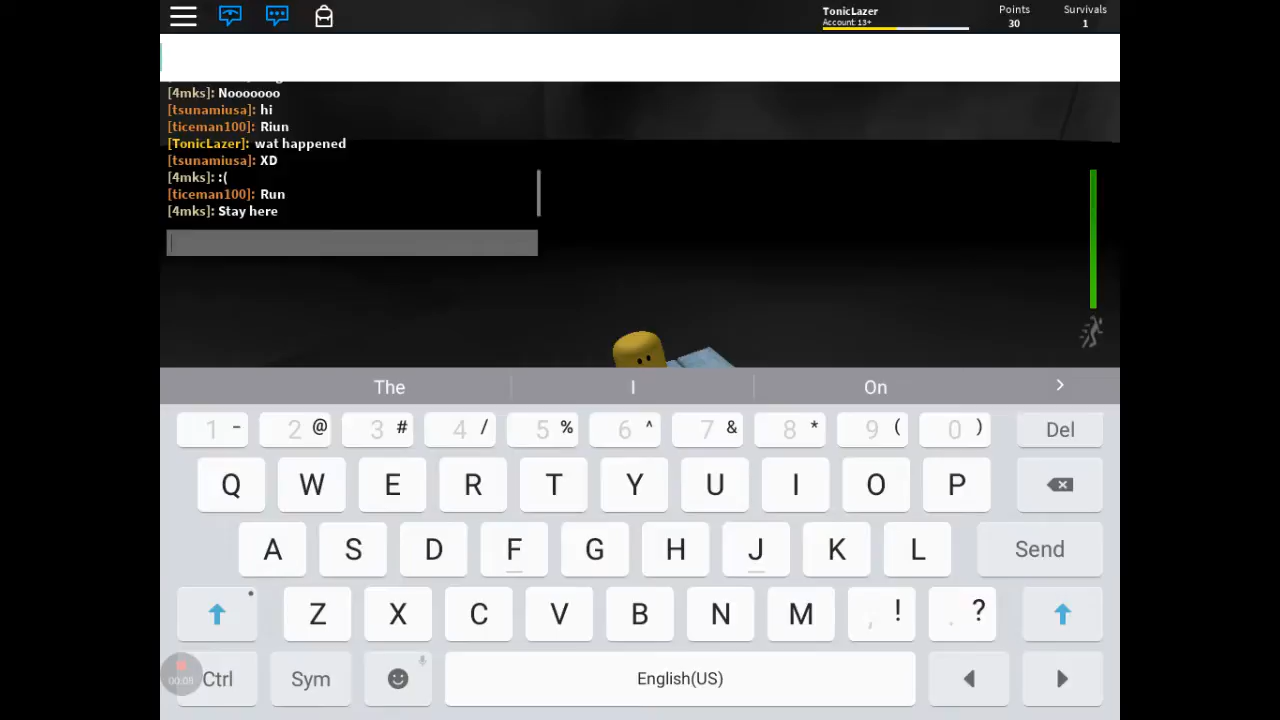 TonicLazer
Account: 13+
Points
30
Survivals
1
[4mks]: Nooooooo
[tsunamiusa]: hi
[ticeman100]: Riun
[TonicLazer]: wat happened
[tsunamiusa]: XD
[4mks]: :(
[ticeman100]: Run
[4mks]: Stay here
The I On >
1 - 2 @ 3 # 4 / 5 % 6 ^ 7 & 8 * 9 ( 0 ) Del
Q W E R T Y U I O P
A S D F G H J K L Send
Z X C V B N M , ! . ?
Ctrl Sym English(US)